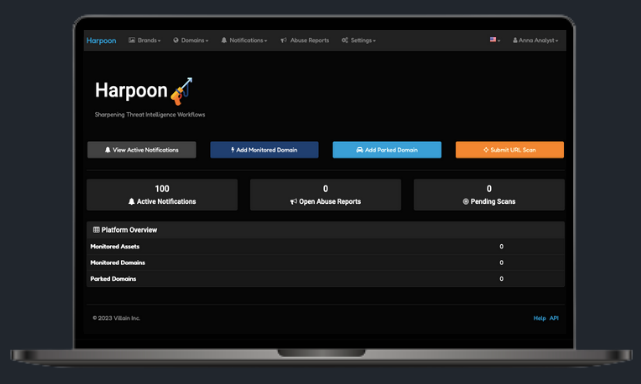 Harpoon Brands Domains Notifications Abuse Reports Settings Anna Analyst
Harpoon
Sharpening Threat Intelligence Workflows
View Active Notifications Add Monitored Domain Add Parked Domain Submit URL Scan
100 0 0
Active Notifications Open Abuse Reports Pending Scans
Platform Overview
Monitored Assets 0
Monitored Domains 0
Parked Domains 0
© 2023 Villain Inc. Help API